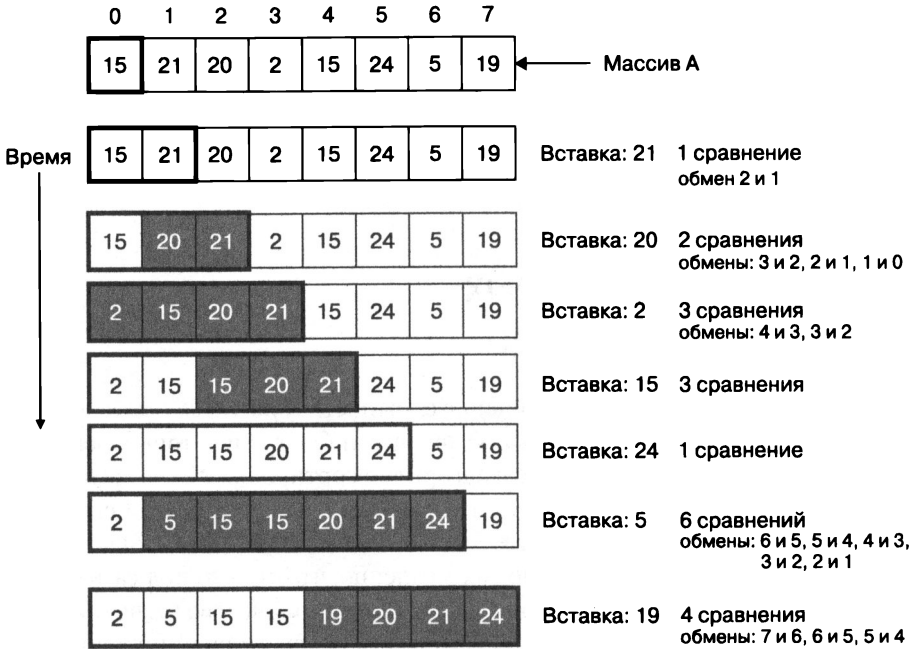 0 1 2 3 4 5 6 7
15 21 20 2 15 24 5 19 Массив A
Время
15 21 20 2 15 24 5 19 Вставка: 21 1 сравнение
обмен 2 и 1
15 20 21 2 15 24 5 19 Вставка: 20 2 сравнения
обмены: 3 и 2, 2 и 1, 1 и 0
2 15 20 21 15 24 5 19 Вставка: 2 3 сравнения
обмены: 4 и 3, 3 и 2
2 15 15 20 21 24 5 19 Вставка: 15 3 сравнения
2 15 15 20 21 24 5 19 Вставка: 24 1 сравнение
2 5 15 15 20 21 24 19 Вставка: 5 6 сравнений
обмены: 6 и 5, 5 и 4, 4 и 3,
3 и 2, 2 и 1
2 5 15 15 19 20 21 24 Вставка: 19 4 сравнения
обмены: 7 и 6, 6 и 5, 5 и 4